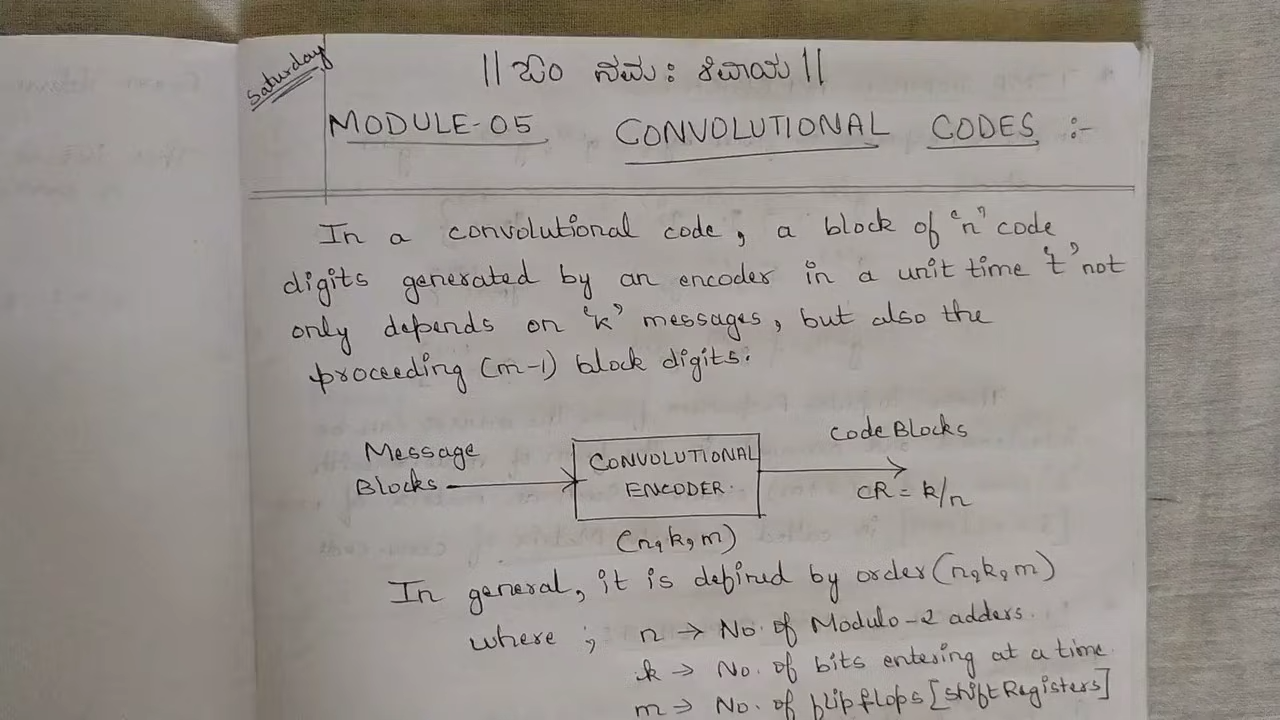 Saturday
|| ಓಂ ನಮಃ ಶಿವಾಯ ||
MODULE-05 CONVOLUTIONAL CODES :-
In a convolutional code, a block of 'n' code
digits generated by an encoder in a unit time 't' not
only depends on 'k' messages, but also the
proceeding (m-1) block digits.
Message
Blocks
CONVOLUTIONAL
ENCODER.
(n,k,m)
Code Blocks
CR = k/n
In general, it is defined by order (n,k,m)
where ; n → No. of Modulo-2 adders.
k → No. of bits entering at a time.
m → No. of flipflops [Shift Registers]